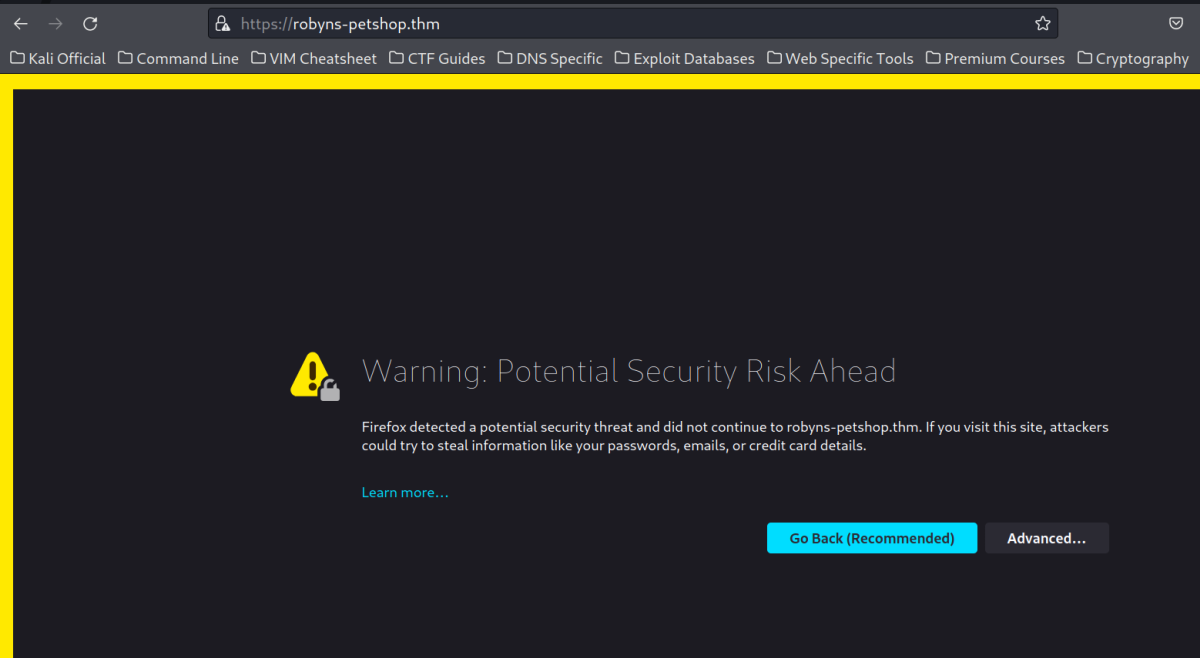 https://robyns-petshop.thm
Kali Official Command Line VIM Cheatsheet CTF Guides DNS Specific Exploit Databases Web Specific Tools Premium Courses Cryptography
Warning: Potential Security Risk Ahead
Firefox detected a potential security threat and did not continue to robyns-petshop.thm. If you visit this site, attackers
could try to steal information like your passwords, emails, or credit card details.
Learn more…
Go Back (Recommended) Advanced…